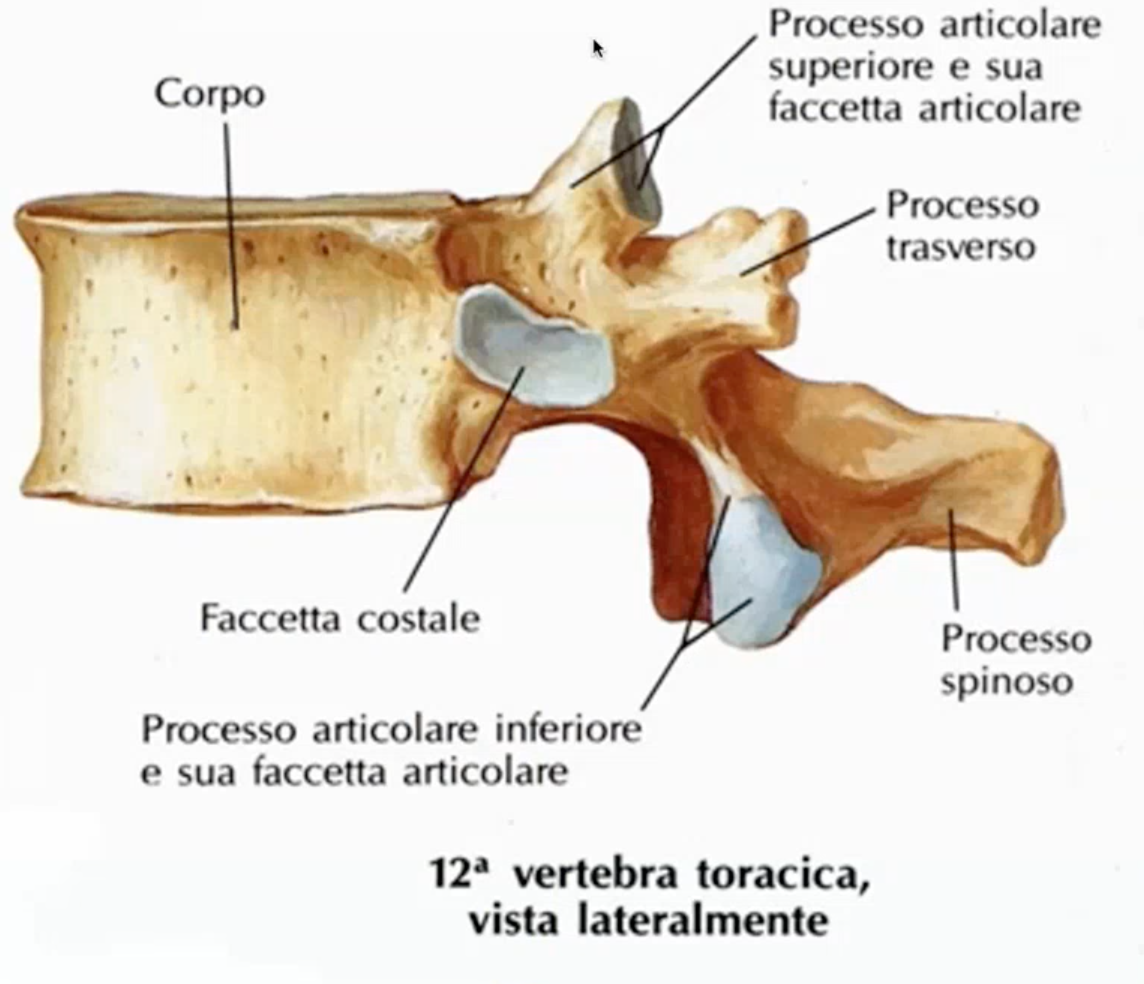 Processo articolare
superiore e sua
faccetta articolare
Corpo
Processo
trasverso
Faccetta costale
Processo
spinoso
Processo articolare inferiore
e sua faccetta articolare
12ª vertebra toracica,
vista lateralmente